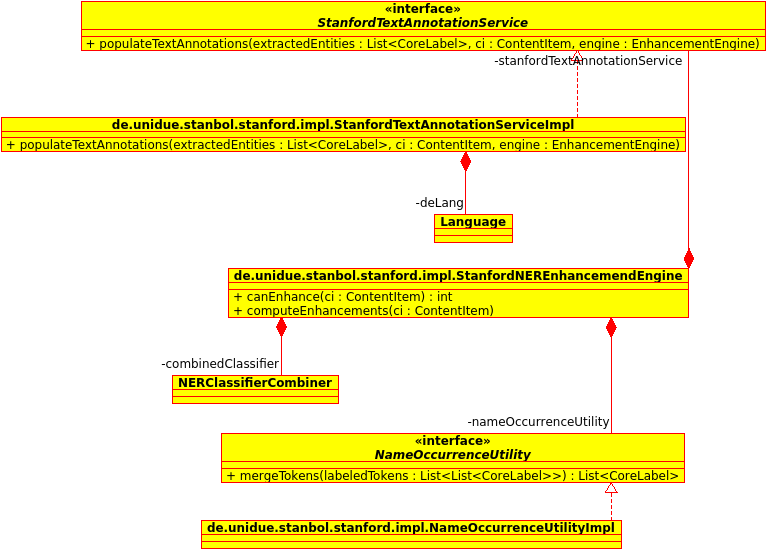 «interface»
StanfordTextAnnotationService
+ populateTextAnnotations(extractedEntities : List<CoreLabel>, ci : ContentItem, engine : EnhancementEngine)
-stanfordTextAnnotationService
de.unidue.stanbol.stanford.impl.StanfordTextAnnotationServiceImpl
+ populateTextAnnotations(extractedEntities : List<CoreLabel>, ci : ContentItem, engine : EnhancementEngine)
-deLang
Language
de.unidue.stanbol.stanford.impl.StanfordNEREnhancemendEngine
+ canEnhance(ci : ContentItem) : int
+ computeEnhancements(ci : ContentItem)
-combinedClassifier
NERClassifierCombiner
-nameOccurrenceUtility
«interface»
NameOccurrenceUtility
+ mergeTokens(labeledTokens : List<List<CoreLabel>>) : List<CoreLabel>
de.unidue.stanbol.stanford.impl.NameOccurrenceUtilityImpl